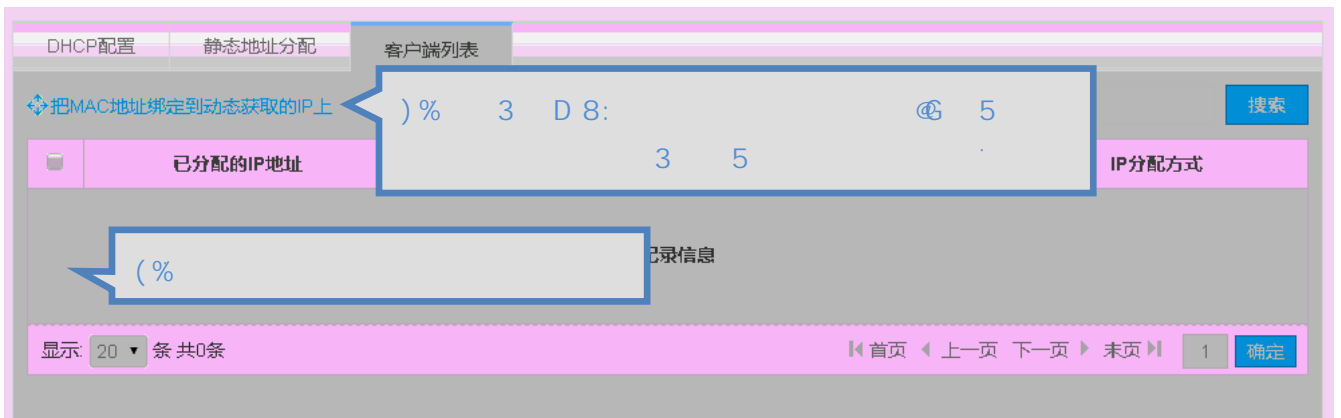 DHCP配置 静态地址分配 客户端列表
把MAC地址绑定到动态获取的IP上 搜索
)% 3 D 8: @G 5
3 5
已分配的IP地址 IP分配方式
(%
记录信息
显示: 20 条 共0条 首页 上一页 下一页 末页 1 确定